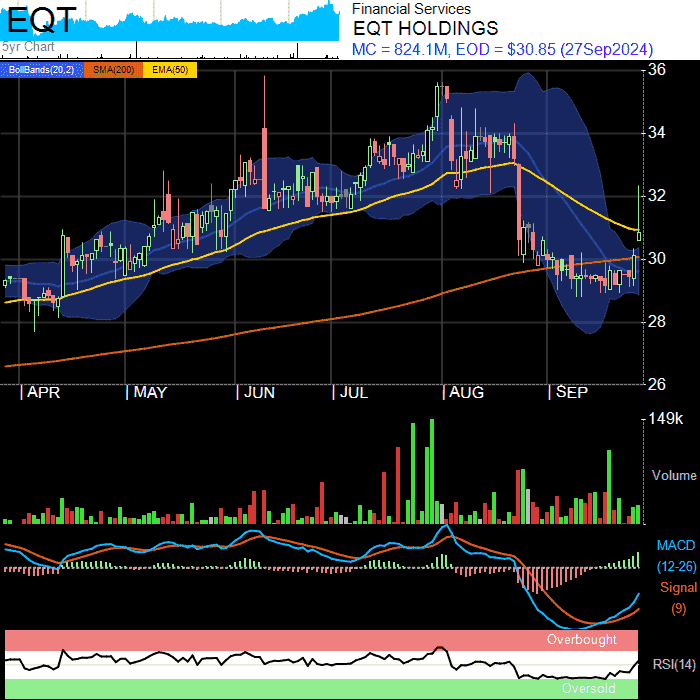 EQT
5yr Chart
Financial Services
EQT HOLDINGS
MC = 824.1M, EOD = $30.85 (27Sep2024)
BollBands(20,2) SMA(200) EMA(50)
36
34
32
30
28
26
| APR | MAY | JUN | JUL | AUG | SEP
149k
Volume
MACD
(12-26)
Signal
(9)
Overbought
RSI(14)
Oversold